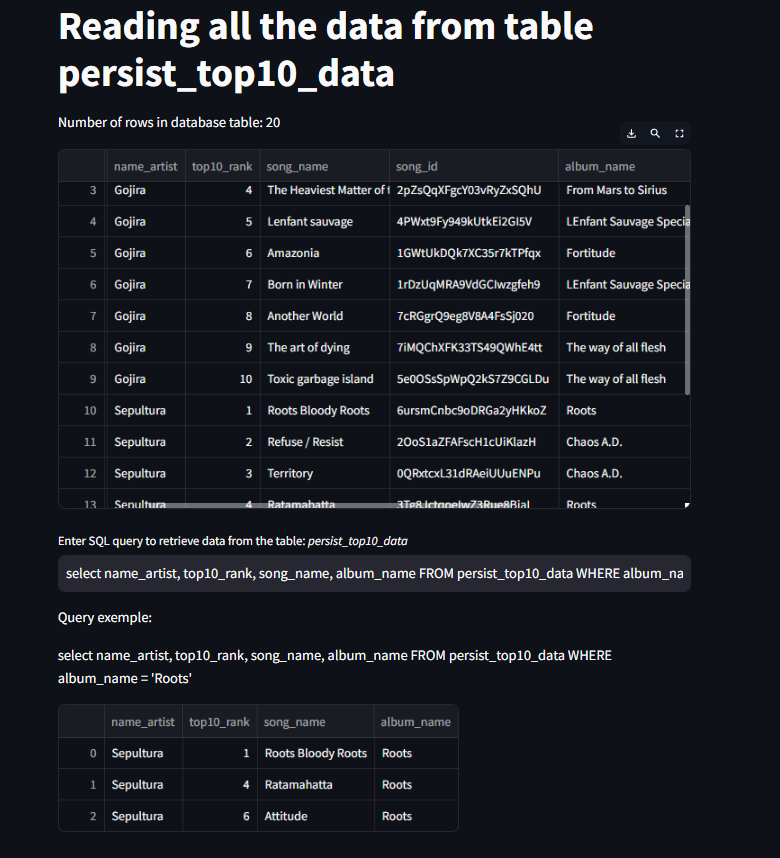 Reading all the data from table
persist_top10_data
Number of rows in database table: 20
name_artist top10_rank song_name song_id album_name
3 Gojira 4 The Heaviest Matter of t 2pZsQqXFgcY03vRyZxSQhU From Mars to Sirius
4 Gojira 5 Lenfant sauvage 4PWxt9Fy949kUtkEi2GI5V LEnfant Sauvage Specia
5 Gojira 6 Amazonia 1GWtUkDQk7XC35r7kTPfqx Fortitude
6 Gojira 7 Born in Winter 1rDzUqMRA9VdGCIwzgfeh9 LEnfant Sauvage Specia
7 Gojira 8 Another World 7cRGgrQ9eg8V8A4FsSj020 Fortitude
8 Gojira 9 The art of dying 7iMQChXFK33TS49QWhE4tt The way of all flesh
9 Gojira 10 Toxic garbage island 5e0OSsSpWpQ2kS7Z9CGLDu The way of all flesh
10 Sepultura 1 Roots Bloody Roots 6ursmCnbc9oDRGa2yHKkoZ Roots
11 Sepultura 2 Refuse / Resist 2OoS1aZFAFscH1cUiKlazH Chaos A.D.
12 Sepultura 3 Territory 0QRxtcxL31dRAeiUUuENPu Chaos A.D.
13 Sepultura 4 Ratamahatta Roots
Enter SQL query to retrieve data from the table: persist_top10_data
select name_artist, top10_rank, song_name, album_name FROM persist_top10_data WHERE album_na
Query exemple:
select name_artist, top10_rank, song_name, album_name FROM persist_top10_data WHERE
album_name = 'Roots'
name_artist top10_rank song_name album_name
0 Sepultura 1 Roots Bloody Roots Roots
1 Sepultura 4 Ratamahatta Roots
2 Sepultura 6 Attitude Roots